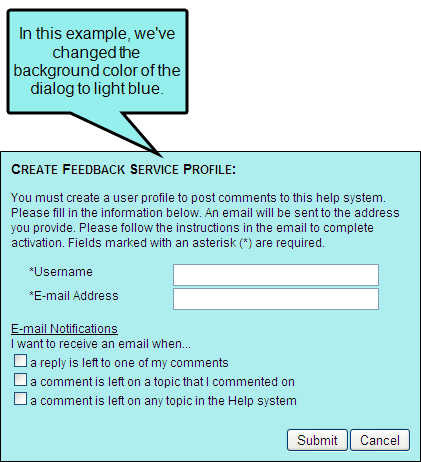 In this example, we've
changed the
background color of the
dialog to light blue.
CREATE FEEDBACK SERVICE PROFILE:
You must create a user profile to post comments to this help system.
Please fill in the information below. An email will be sent to the address
you provide. Please follow the instructions in the email to complete
activation. Fields marked with an asterisk (*) are required.
*Username
*E-mail Address
E-mail Notifications
I want to receive an email when...
a reply is left to one of my comments
a comment is left on a topic that I commented on
a comment is left on any topic in the Help system
Submit Cancel